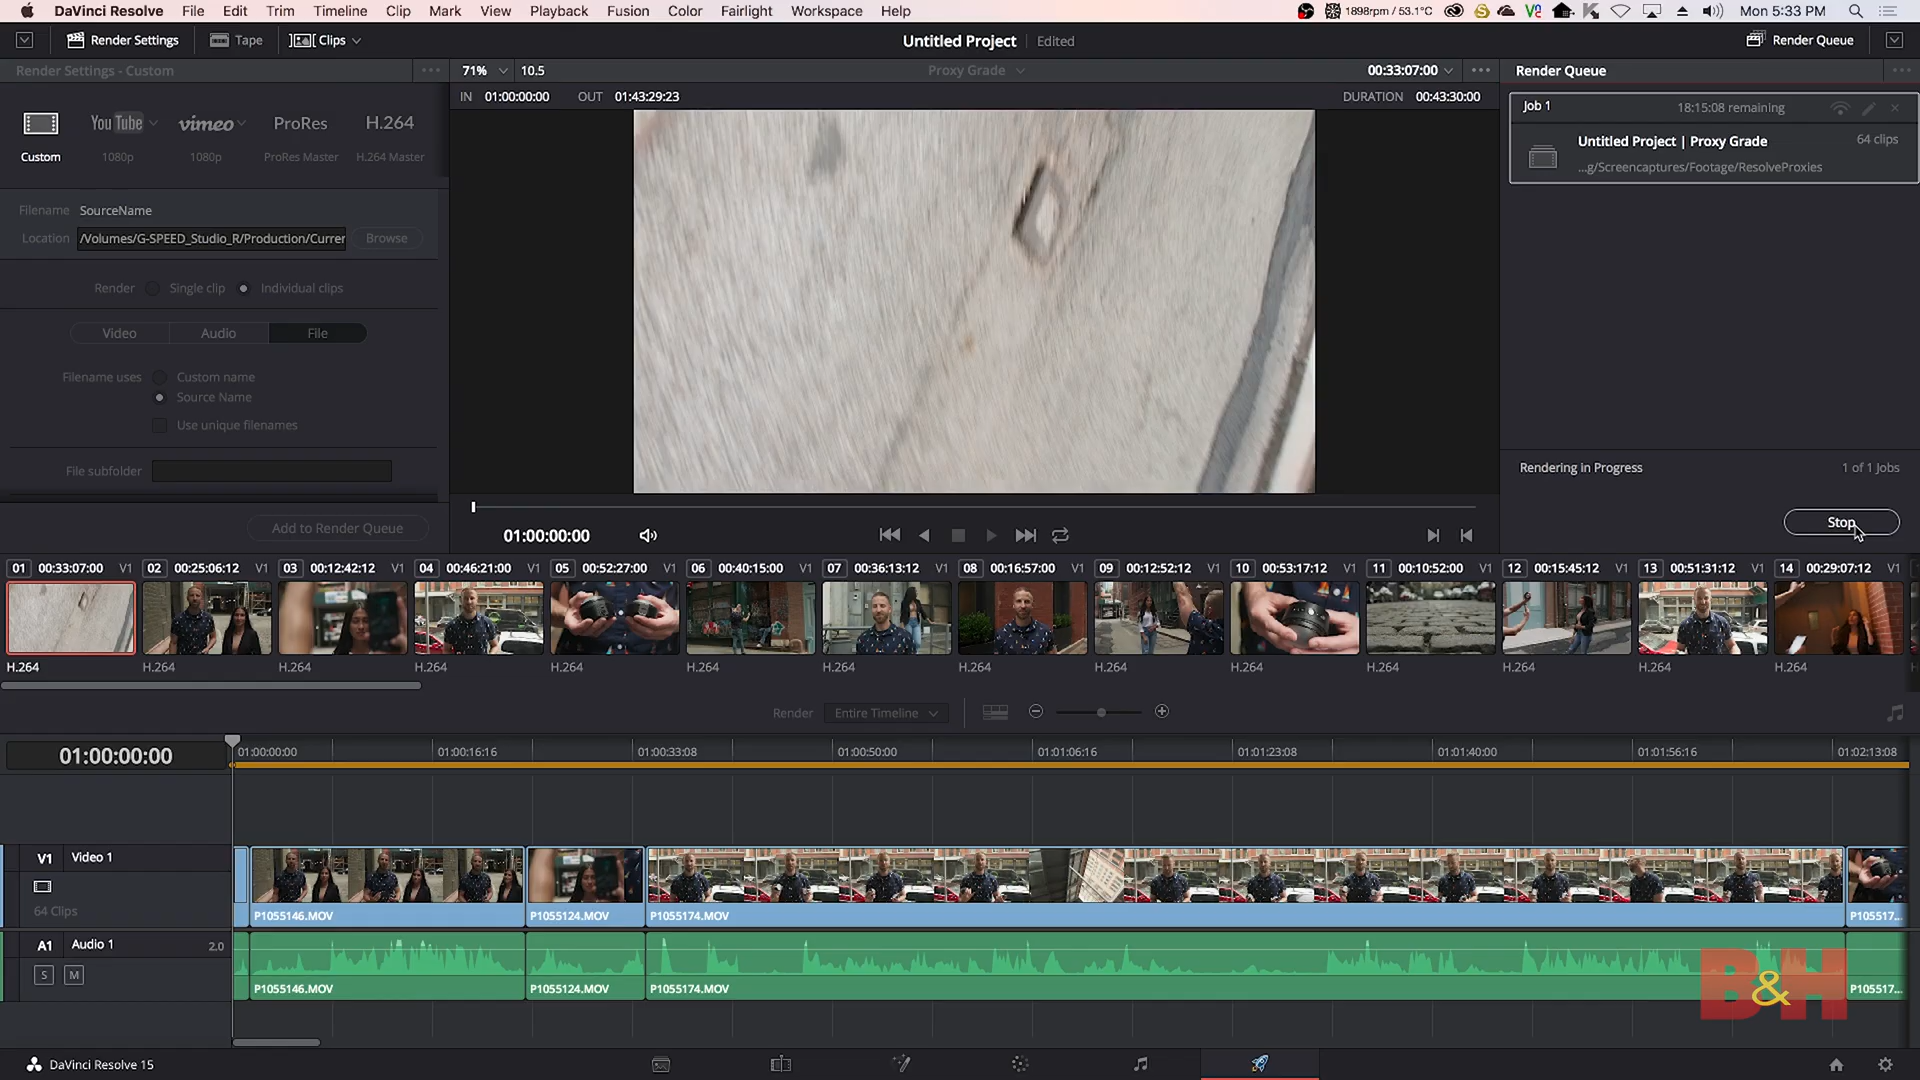 DaVinci Resolve File Edit Trim Timeline Clip Mark View Playback Fusion Color Fairlight Workspace Help 1898rpm / 53.1°C Mon 5:33 PM
Render Settings Tape Clips Untitled Project Edited Render Queue
Render Settings - Custom 71% 10.5 Proxy Grade 00:33:07:00 Render Queue
IN 01:00:00:00 OUT 01:43:29:23 DURATION 00:43:30:00
Job 1 18:15:08 remaining
YouTube vimeo ProRes H.264
Custom 1080p 1080p ProRes Master H.264 Master
Untitled Project | Proxy Grade 64 clips
...g/Screencaptures/Footage/ResolveProxies
Filename SourceName
Location /Volumes/G-SPEED_Studio_R/Production/Currer Browse
Render Single clip Individual clips
Video Audio File
Filename uses Custom name
Source Name
Use unique filenames
File subfolder
Rendering in Progress 1 of 1 Jobs
Add to Render Queue
Stop
01:00:00:00
01 00:33:07:00 V1 02 00:25:06:12 V1 03 00:12:42:12 V1 04 00:46:21:00 V1 05 00:52:27:00 V1 06 00:40:15:00 V1 07 00:36:13:12 V1 08 00:16:57:00 V1 09 00:12:52:12 V1 10 00:53:17:12 V1 11 00:10:52:00 V1 12 00:15:45:12 V1 13 00:51:31:12 V1 14 00:29:07:12 V1
H.264 H.264 H.264 H.264 H.264 H.264 H.264 H.264 H.264 H.264 H.264 H.264 H.264 H.264
Render Entire Timeline
01:00:00:00 01:00:00:00 01:00:16:16 01:00:33:08 01:00:50:00 01:01:06:16 01:01:23:08 01:01:40:00 01:01:56:16 01:02:13:08
V1 Video 1
64 Clips
P1055146.MOV P1055124.MOV P1055174.MOV P105517...
A1 Audio 1 2.0
S M
P1055146.MOV P1055124.MOV P1055174.MOV P105517...
B&H
DaVinci Resolve 15